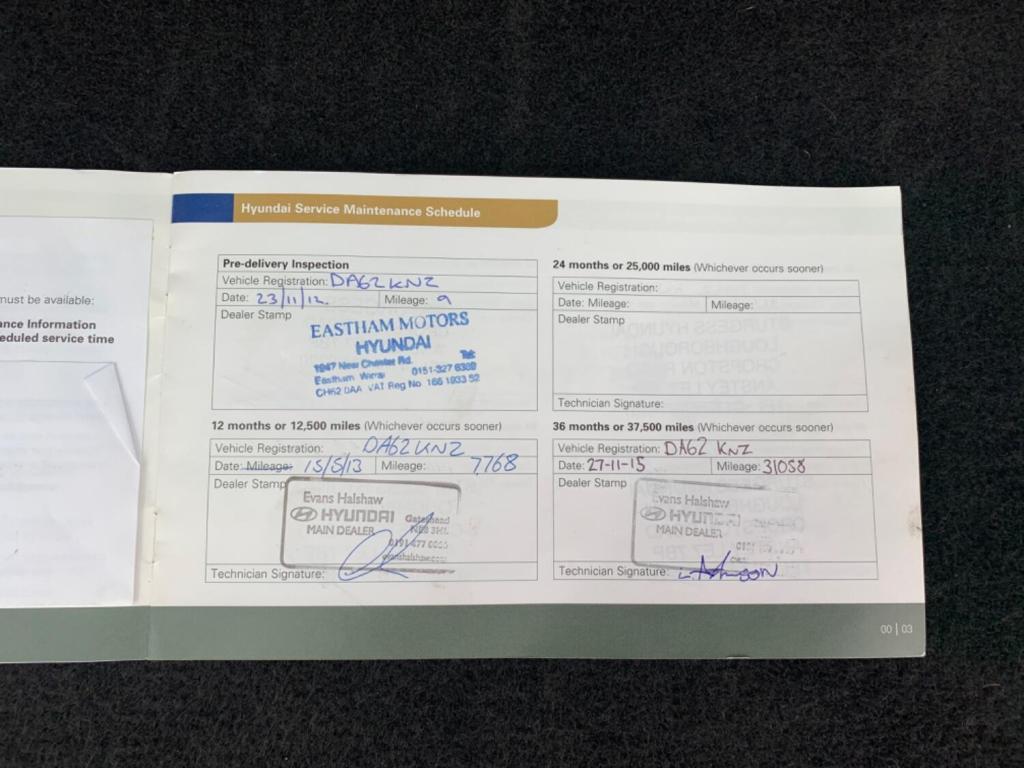 must be available:
ance Information
eduled service time
Hyundai Service Maintenance Schedule
Pre-delivery Inspection
Vehicle Registration: DA62KNZ
Date: 23/11/12. Mileage: 9
Dealer Stamp
EASTHAM MOTORS
HYUNDAI
1047 New Chester Rd. Tel:
Eastham Wirral 0151-327 6309
CH62 0AA VAT Reg No 166 1933 52
12 months or 12,500 miles (Whichever occurs sooner)
Vehicle Registration: DA62KNZ
Date: Mileage: 15/5/13 Mileage: 7768
Dealer Stamp
Evans Halshaw
HYUNDAI Gateshead
MAIN DEALER
Technician Signature:
24 months or 25,000 miles (Whichever occurs sooner)
Vehicle Registration:
Date: Mileage: Mileage:
Dealer Stamp
Technician Signature:
36 months or 37,500 miles (Whichever occurs sooner)
Vehicle Registration: DA62 KNZ
Date: 27-11-15 Mileage: 31058
Dealer Stamp
Evans Halshaw
HYUNDAI
MAIN DEALER
Technician Signature:
00 | 03